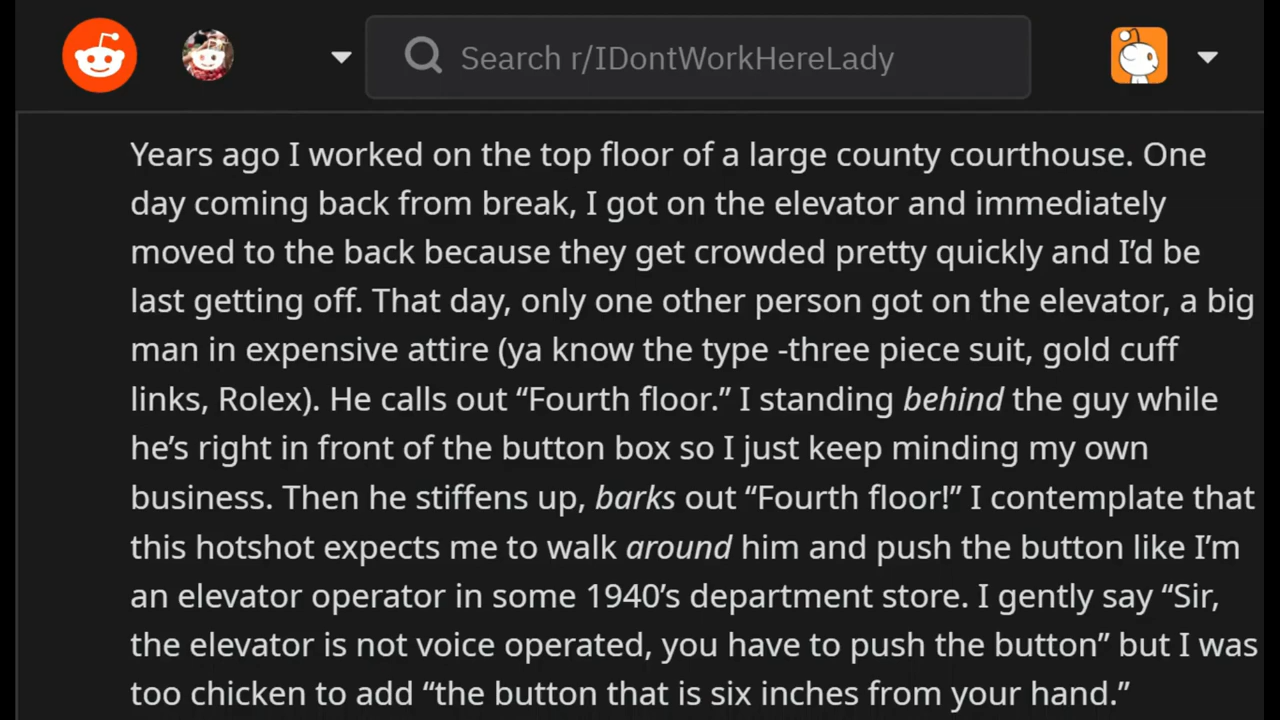 Search r/IDontWorkHereLady
Years ago I worked on the top floor of a large county courthouse. One
day coming back from break, I got on the elevator and immediately
moved to the back because they get crowded pretty quickly and I’d be
last getting off. That day, only one other person got on the elevator, a big
man in expensive attire (ya know the type -three piece suit, gold cuff
links, Rolex). He calls out “Fourth floor.” I standing behind the guy while
he’s right in front of the button box so I just keep minding my own
business. Then he stiffens up, barks out “Fourth floor!” I contemplate that
this hotshot expects me to walk around him and push the button like I’m
an elevator operator in some 1940’s department store. I gently say “Sir,
the elevator is not voice operated, you have to push the button” but I was
too chicken to add “the button that is six inches from your hand.”